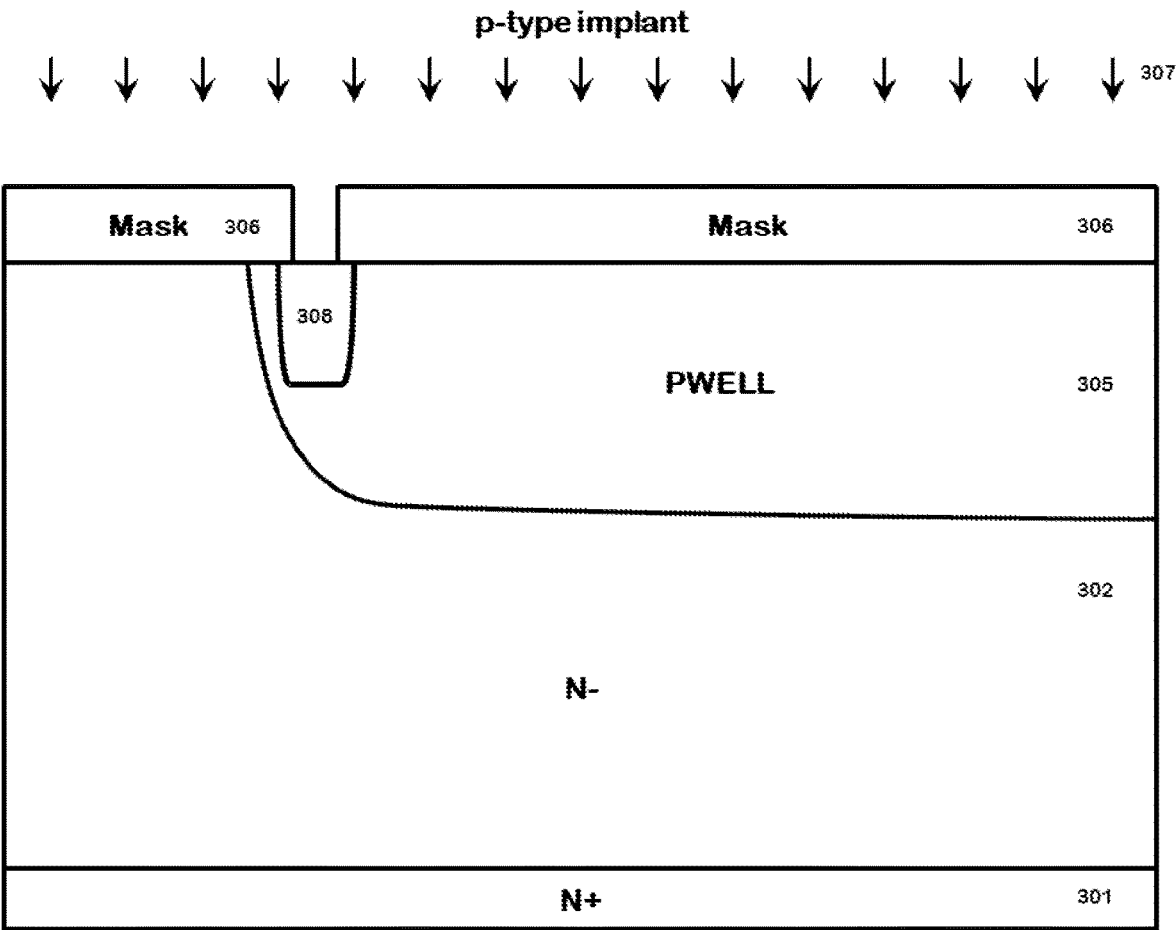 p-type implant
307
Mask 306 Mask 306
308
PWELL 305
302
N-
N+ 301